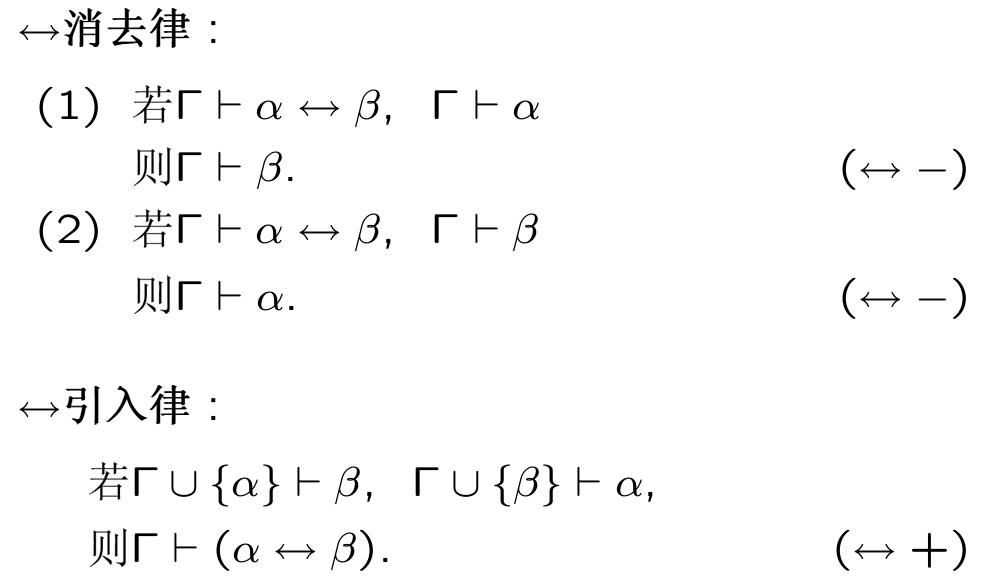 ↔消去律：
(1) 若Γ ⊢ α ↔ β, Γ ⊢ α
则Γ ⊢ β. (↔ −)
(2) 若Γ ⊢ α ↔ β, Γ ⊢ β
则Γ ⊢ α. (↔ −)
↔引入律：
若Γ ∪ {α} ⊢ β, Γ ∪ {β} ⊢ α,
则Γ ⊢ (α ↔ β). (↔ +)